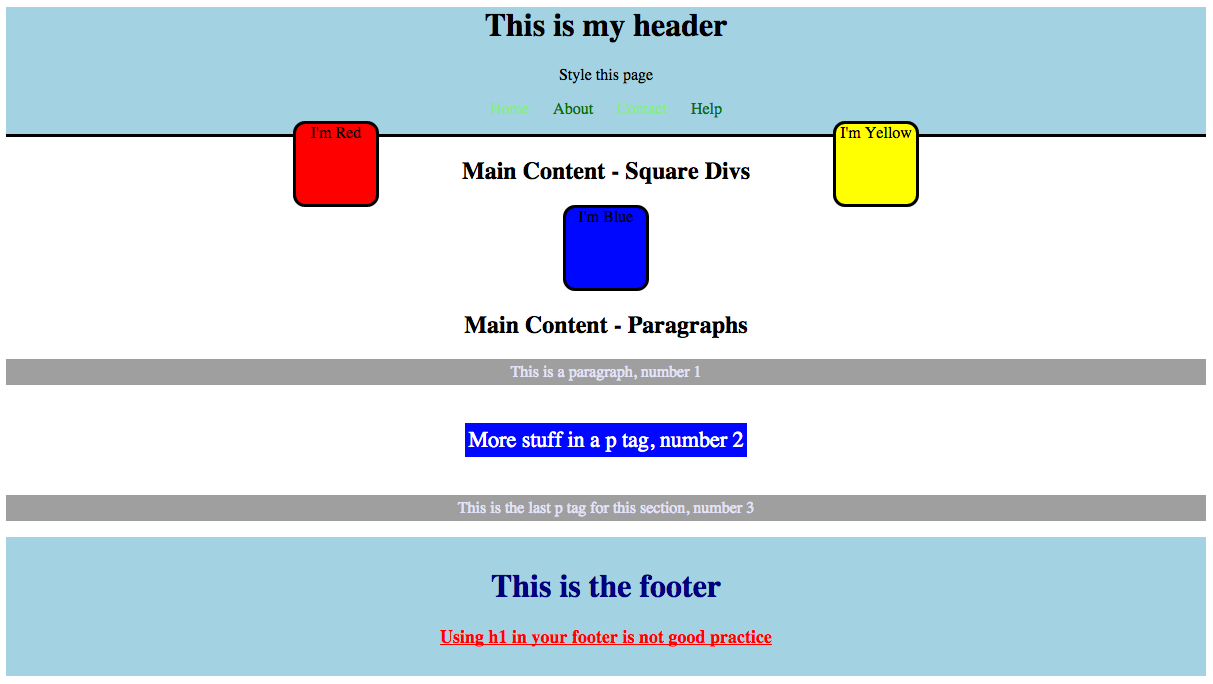 This is my header
Style this page
Home About Contact Help
I'm Red
I'm Yellow
Main Content - Square Divs
I'm Blue
Main Content - Paragraphs
This is a paragraph, number 1
More stuff in a p tag, number 2
This is the last p tag for this section, number 3
This is the footer
Using h1 in your footer is not good practice